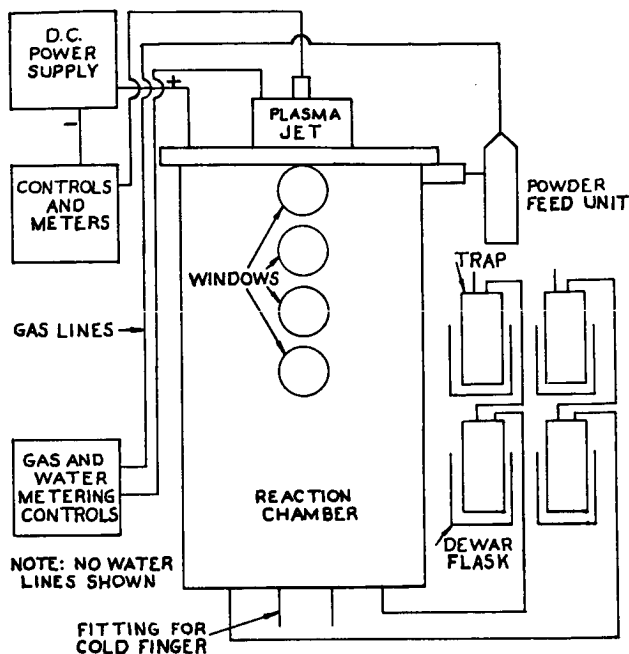 D.C.
POWER
SUPPLY
+
–
PLASMA
JET
CONTROLS
AND
METERS
POWDER
FEED UNIT
WINDOWS
TRAP
GAS LINES
GAS AND
WATER
METERING
CONTROLS
REACTION
CHAMBER
DEWAR
FLASK
NOTE: NO WATER
LINES SHOWN
FITTING FOR
COLD FINGER